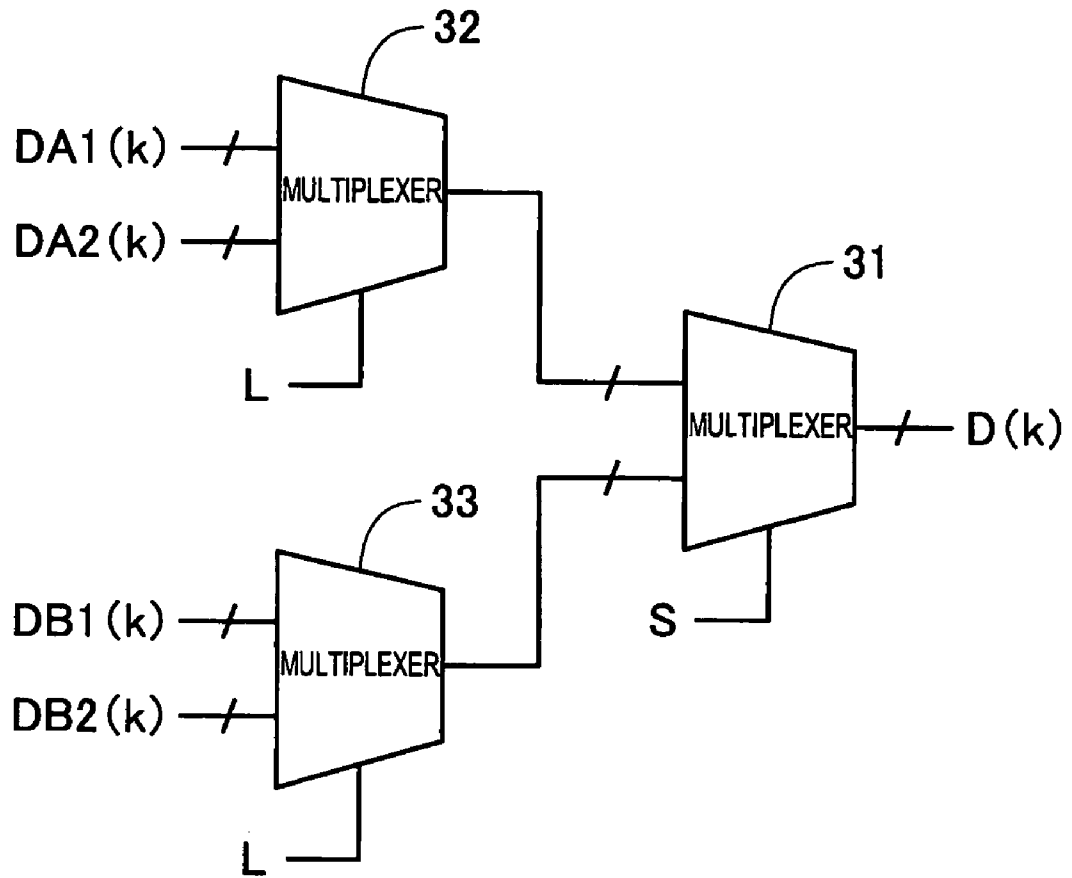 32
DA1(k)
MULTIPLEXER
DA2(k)
L
31
MULTIPLEXER
D(k)
S
33
DB1(k)
MULTIPLEXER
DB2(k)
L